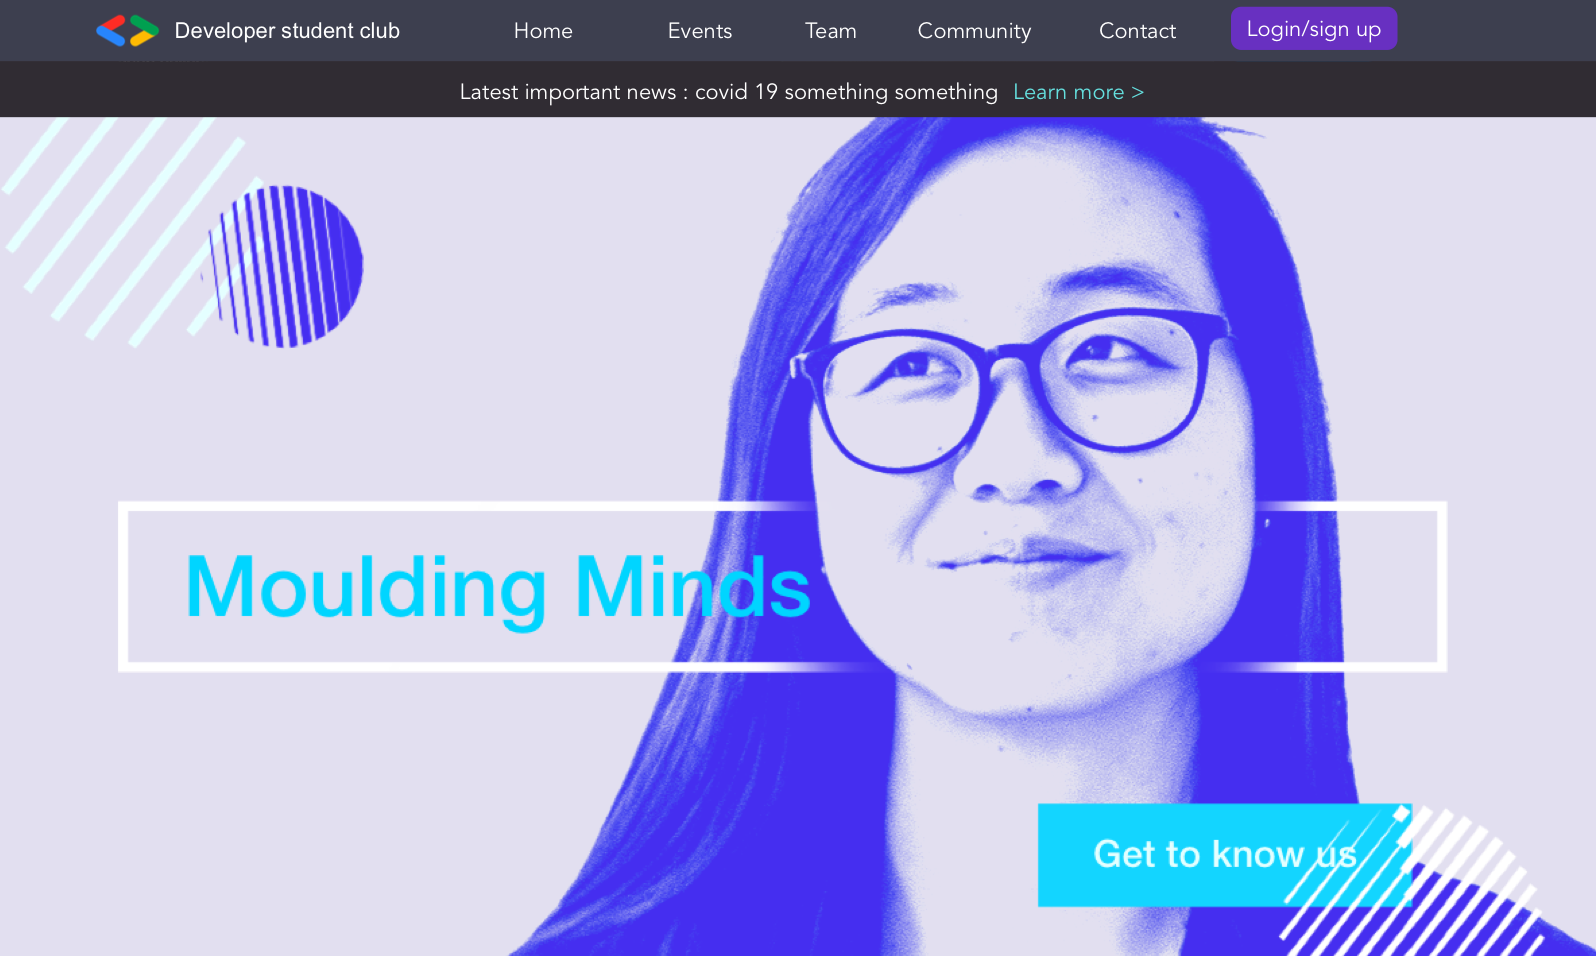 Developer student club Home Events Team Community Contact Login/sign up
Latest important news : covid 19 something something Learn more >
Moulding Minds
Get to know us